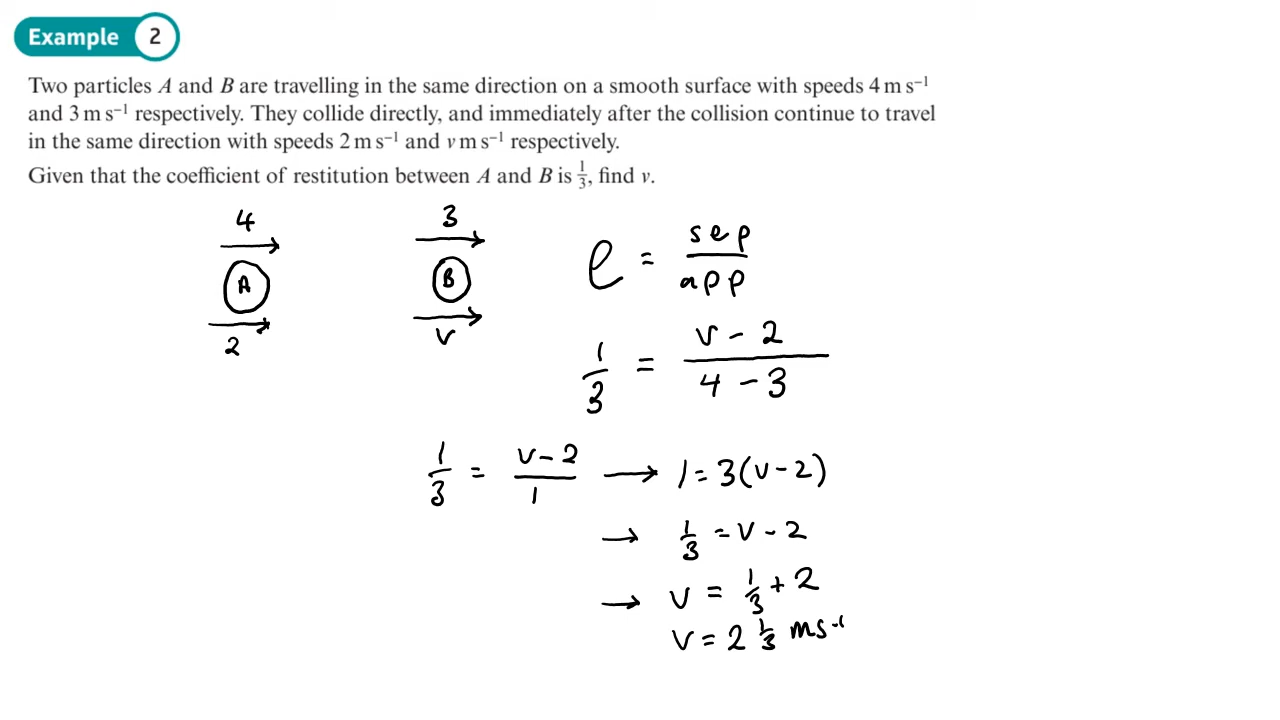 Example 2
Two particles A and B are travelling in the same direction on a smooth surface with speeds 4 m s⁻¹
and 3 m s⁻¹ respectively. They collide directly, and immediately after the collision continue to travel
in the same direction with speeds 2 m s⁻¹ and v m s⁻¹ respectively.
Given that the coefficient of restitution between A and B is 1/3, find v.
4 3
A B
2 v
e = sep/app
1/3 = (v - 2)/(4 - 3)
1/3 = (v - 2)/1 → 1 = 3(v - 2)
→ 1/3 = v - 2
→ v = 1/3 + 2
v = 2 1/3 ms⁻¹